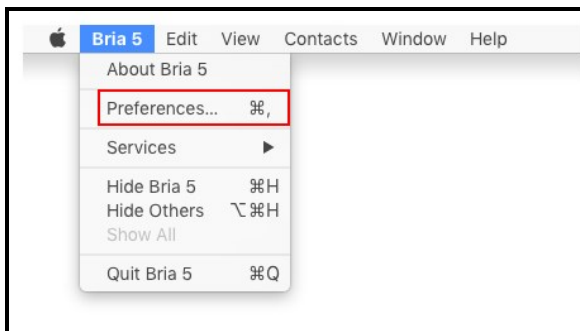 Bria 5 Edit View Contacts Window Help
About Bria 5
Preferences... ⌘,
Services ▶
Hide Bria 5 ⌘H
Hide Others ⌥⌘H
Show All
Quit Bria 5 ⌘Q